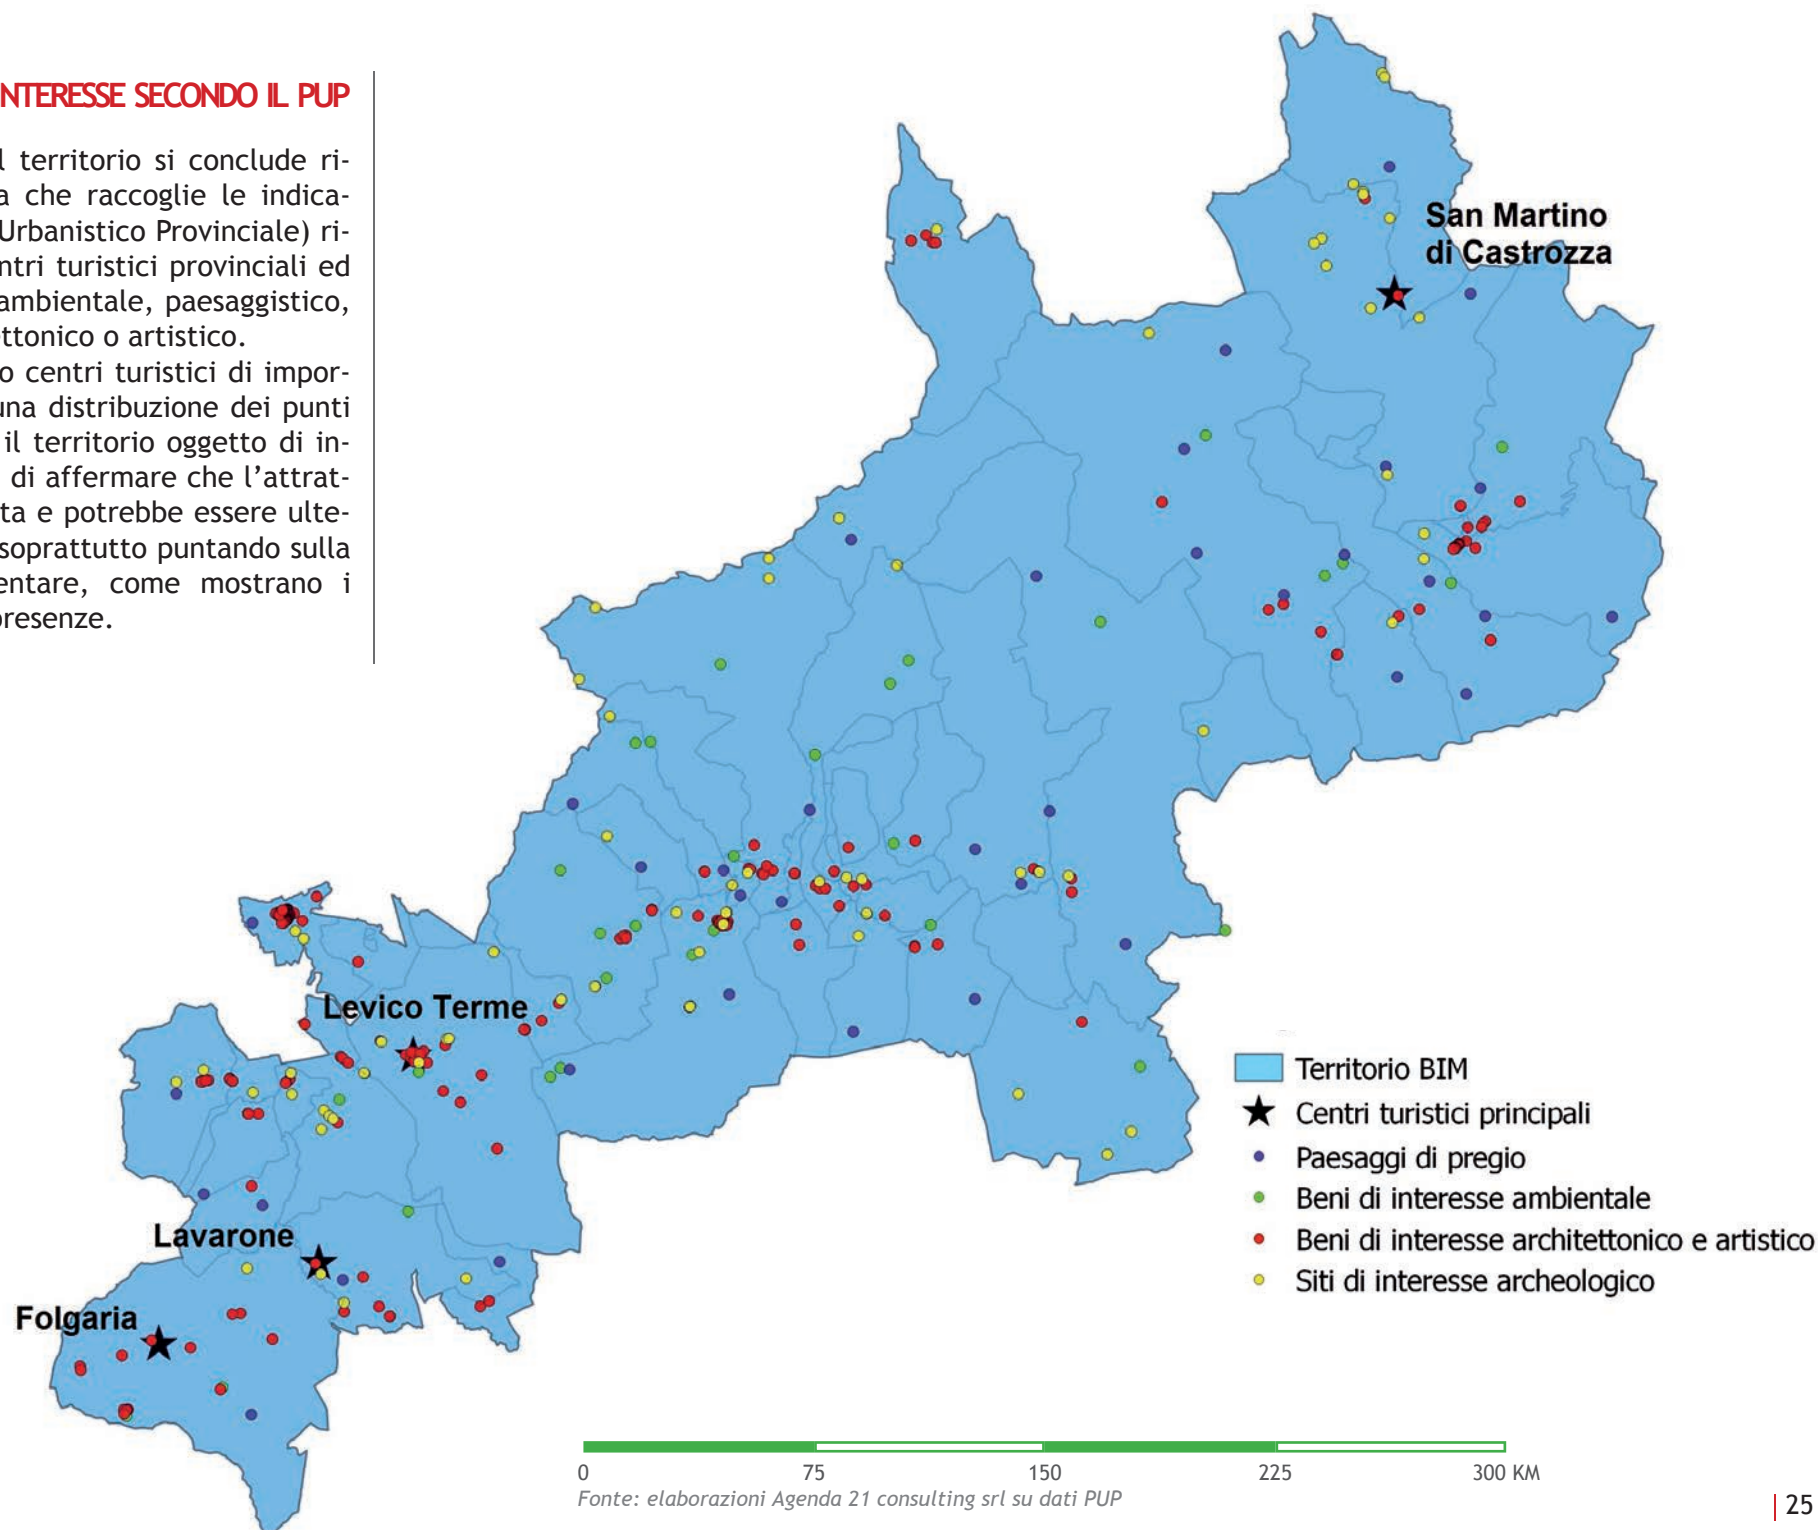 NTERESSE SECONDO IL PUP
l territorio si conclude ri-
a che raccoglie le indica-
Urbanistico Provinciale) ri-
entri turistici provinciali ed
ambientale, paesaggistico,
ettonico o artistico.
o centri turistici di impor-
una distribuzione dei punti
il territorio oggetto di in-
di affermare che l’attrat-
ta e potrebbe essere ulte-
soprattutto puntando sulla
entare, come mostrano i
presenze.
San Martino
di Castrozza
Levico Terme
Lavarone
Folgaria
Territorio BIM
Centri turistici principali
Paesaggi di pregio
Beni di interesse ambientale
Beni di interesse architettonico e artistico
Siti di interesse archeologico
0 75 150 225 300 KM
Fonte: elaborazioni Agenda 21 consulting srl su dati PUP
| 25